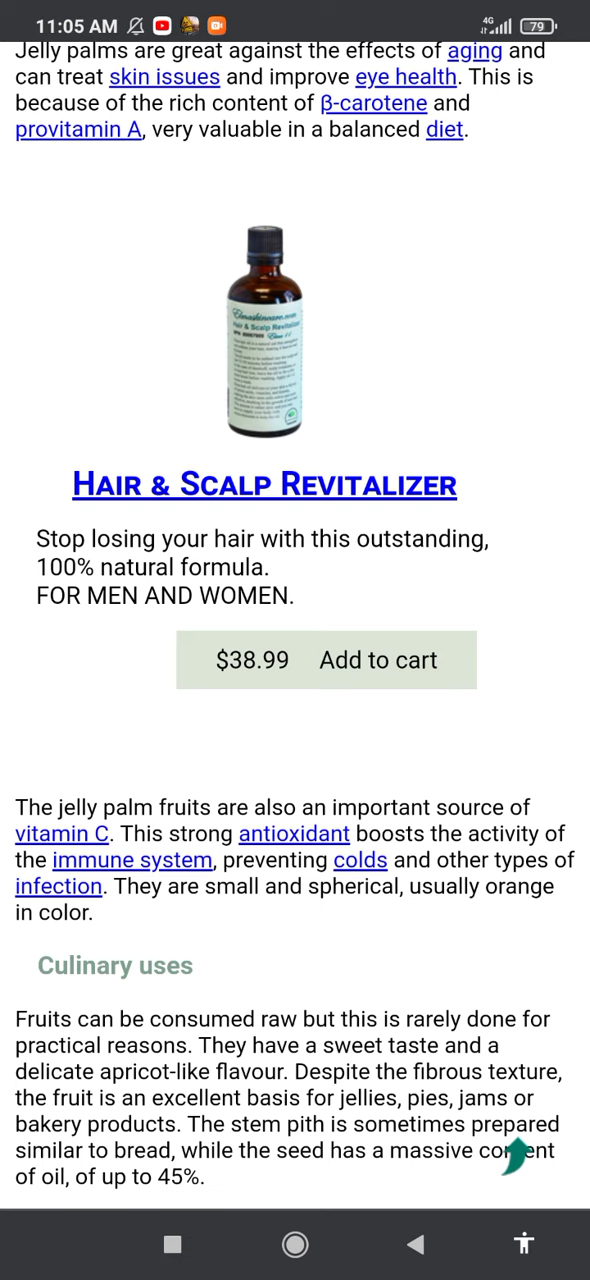 11:05 AM
4G
79
Jelly palms are great against the effects of aging and
can treat skin issues and improve eye health. This is
because of the rich content of β-carotene and
provitamin A, very valuable in a balanced diet.
Elmashincare.com
Hair & Scalp Revitalizer
HAIR & SCALP REVITALIZER
Stop losing your hair with this outstanding,
100% natural formula.
FOR MEN AND WOMEN.
$38.99 Add to cart
The jelly palm fruits are also an important source of
vitamin C. This strong antioxidant boosts the activity of
the immune system, preventing colds and other types of
infection. They are small and spherical, usually orange
in color.
Culinary uses
Fruits can be consumed raw but this is rarely done for
practical reasons. They have a sweet taste and a
delicate apricot-like flavour. Despite the fibrous texture,
the fruit is an excellent basis for jellies, pies, jams or
bakery products. The stem pith is sometimes prepared
similar to bread, while the seed has a massive content
of oil, of up to 45%.